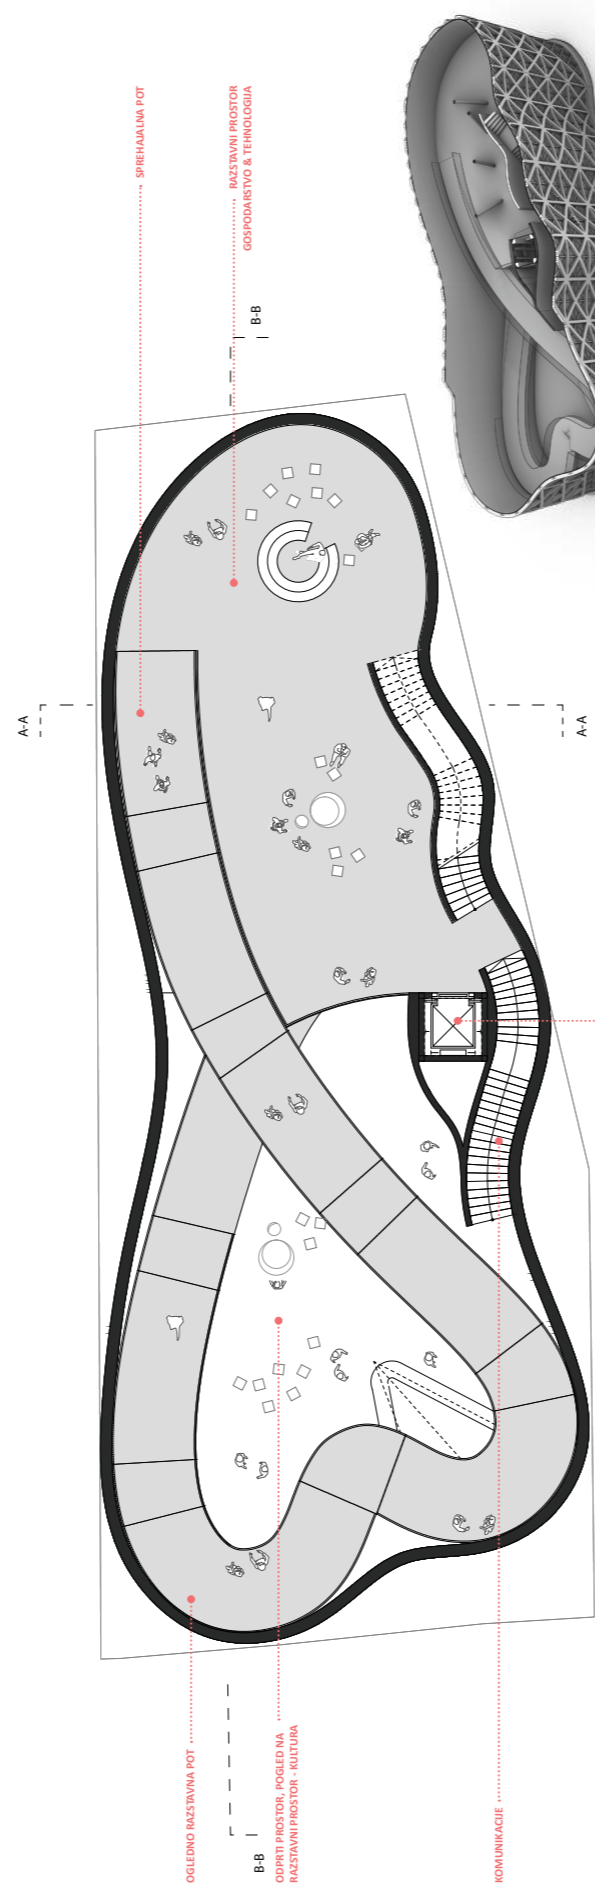 SPREHAJALNA POT
RAZSTAVNI PROSTOR
GOSPODARSTVO & TEHNOLOGIJA
B-B
A-A
A-A
OGLEDNO RAZSTAVNA POT
B-B
ODPRTI PROSTOR, POGLED NA
RAZSTAVNI PROSTOR - KULTURA
KOMUNIKACIJE